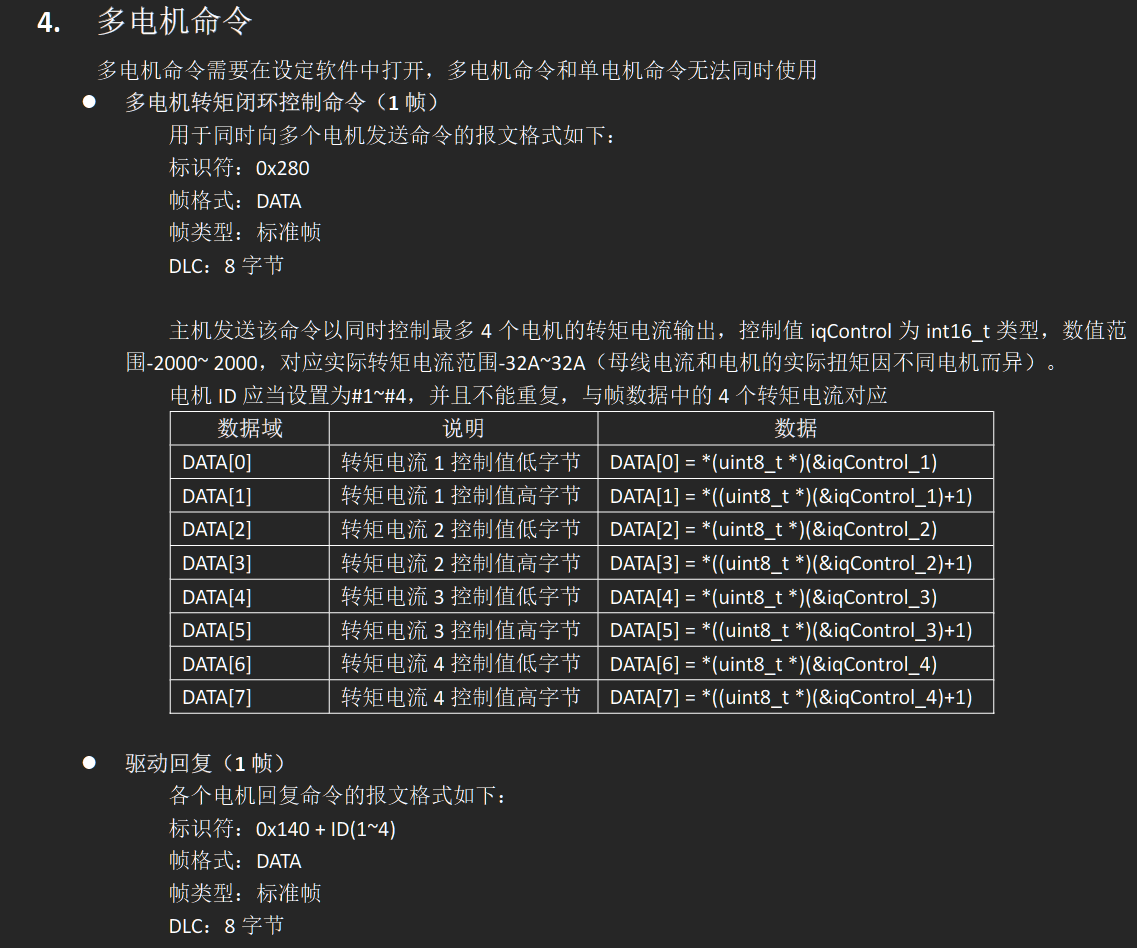 4. 多电机命令
多电机命令需要在设定软件中打开，多电机命令和单电机命令无法同时使用
● 多电机转矩闭环控制命令（1 帧）
用于同时向多个电机发送命令的报文格式如下：
标识符：0x280
帧格式：DATA
帧类型：标准帧
DLC：8 字节
主机发送该命令以同时控制最多 4 个电机的转矩电流输出，控制值 iqControl 为 int16_t 类型，数值范
围-2000~ 2000，对应实际转矩电流范围-32A~32A（母线电流和电机的实际扭矩因不同电机而异）。
电机 ID 应当设置为#1~#4，并且不能重复，与帧数据中的 4 个转矩电流对应
数据域 说明 数据
DATA[0] 转矩电流 1 控制值低字节 DATA[0] = *(uint8_t *)(&iqControl_1)
DATA[1] 转矩电流 1 控制值高字节 DATA[1] = *((uint8_t *)(&iqControl_1)+1)
DATA[2] 转矩电流 2 控制值低字节 DATA[2] = *(uint8_t *)(&iqControl_2)
DATA[3] 转矩电流 2 控制值高字节 DATA[3] = *((uint8_t *)(&iqControl_2)+1)
DATA[4] 转矩电流 3 控制值低字节 DATA[4] = *(uint8_t *)(&iqControl_3)
DATA[5] 转矩电流 3 控制值高字节 DATA[5] = *((uint8_t *)(&iqControl_3)+1)
DATA[6] 转矩电流 4 控制值低字节 DATA[6] = *(uint8_t *)(&iqControl_4)
DATA[7] 转矩电流 4 控制值高字节 DATA[7] = *((uint8_t *)(&iqControl_4)+1)
● 驱动回复（1 帧）
各个电机回复命令的报文格式如下：
标识符：0x140 + ID(1~4)
帧格式：DATA
帧类型：标准帧
DLC：8 字节